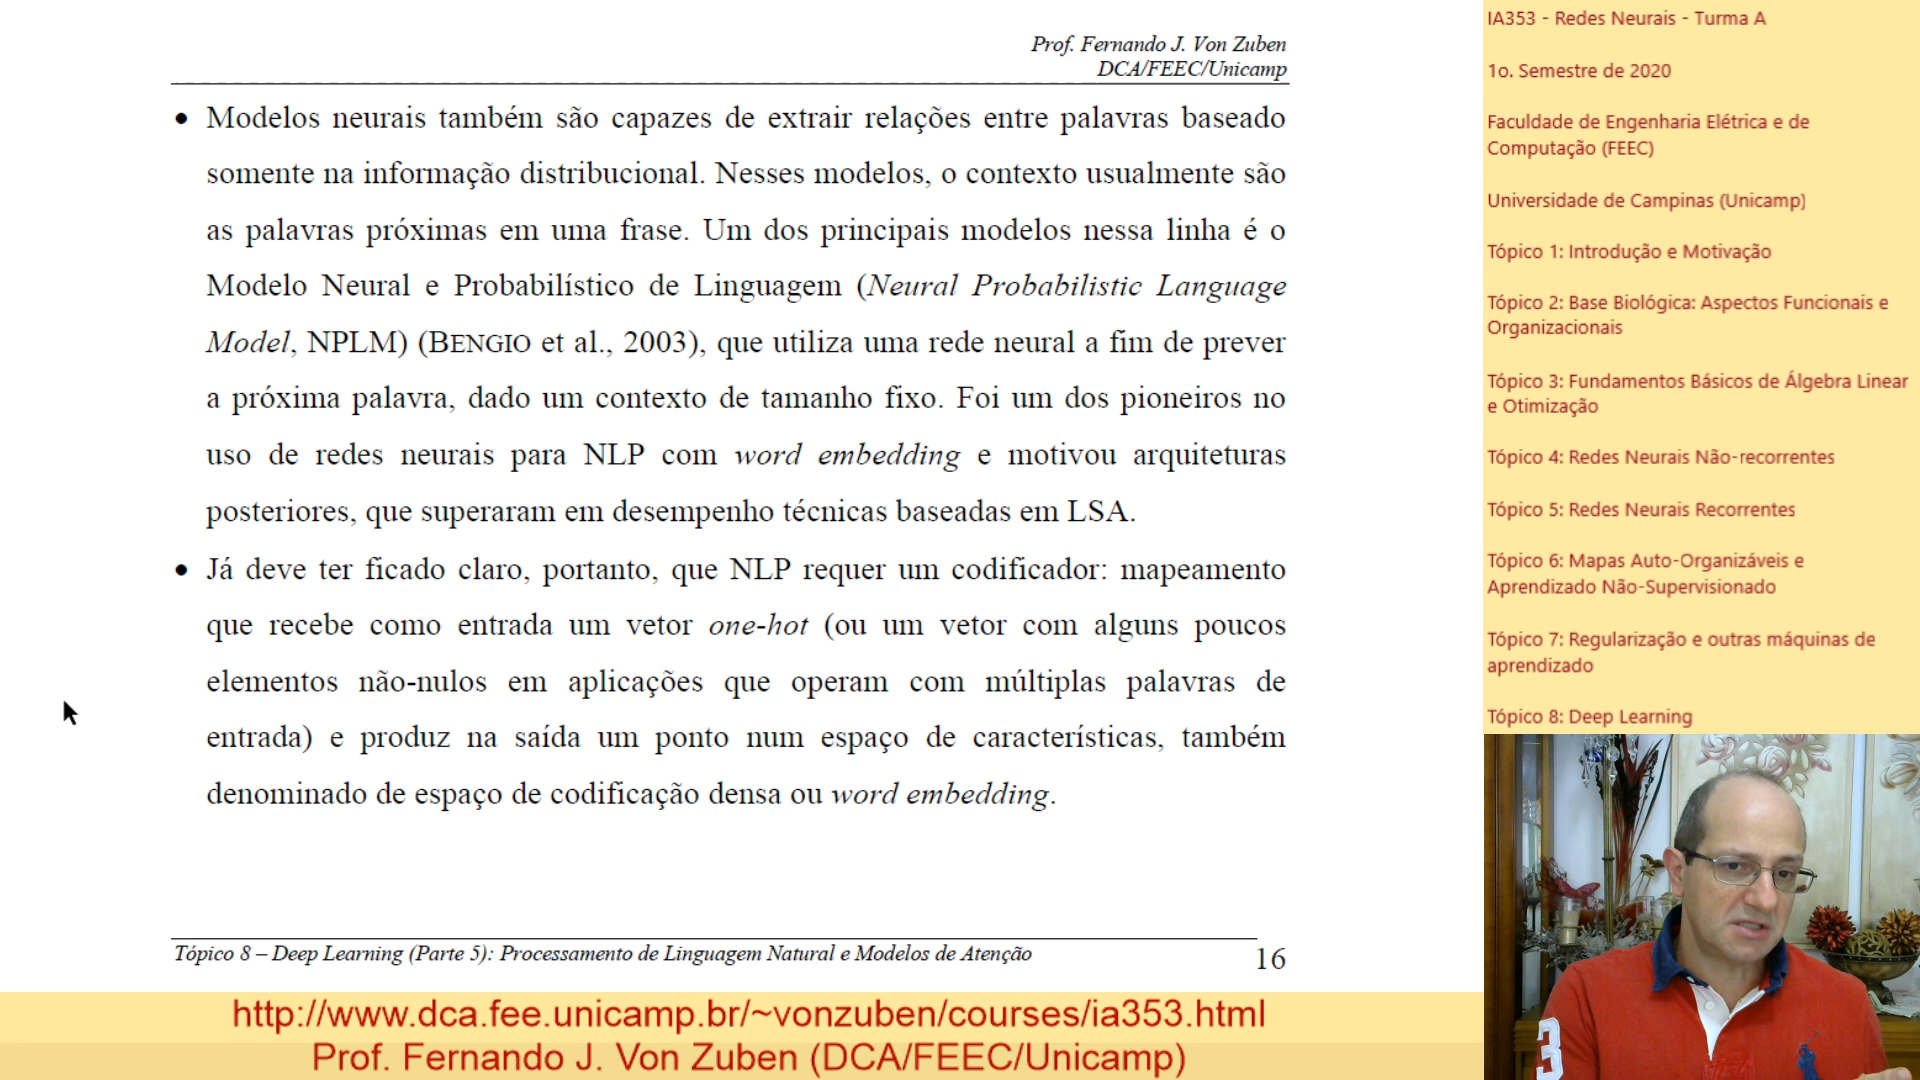 Prof. Fernando J. Von Zuben
DCA/FEEC/Unicamp
• Modelos neurais também são capazes de extrair relações entre palavras baseado
somente na informação distribucional. Nesses modelos, o contexto usualmente são
as palavras próximas em uma frase. Um dos principais modelos nessa linha é o
Modelo Neural e Probabilístico de Linguagem (Neural Probabilistic Language
Model, NPLM) (BENGIO et al., 2003), que utiliza uma rede neural a fim de prever
a próxima palavra, dado um contexto de tamanho fixo. Foi um dos pioneiros no
uso de redes neurais para NLP com word embedding e motivou arquiteturas
posteriores, que superaram em desempenho técnicas baseadas em LSA.
• Já deve ter ficado claro, portanto, que NLP requer um codificador: mapeamento
que recebe como entrada um vetor one-hot (ou um vetor com alguns poucos
elementos não-nulos em aplicações que operam com múltiplas palavras de
entrada) e produz na saída um ponto num espaço de características, também
denominado de espaço de codificação densa ou word embedding.
Tópico 8 – Deep Learning (Parte 5): Processamento de Linguagem Natural e Modelos de Atenção
16
http://www.dca.fee.unicamp.br/~vonzuben/courses/ia353.html
Prof. Fernando J. Von Zuben (DCA/FEEC/Unicamp)
IA353 - Redes Neurais - Turma A
1o. Semestre de 2020
Faculdade de Engenharia Elétrica e de
Computação (FEEC)
Universidade de Campinas (Unicamp)
Tópico 1: Introdução e Motivação
Tópico 2: Base Biológica: Aspectos Funcionais e
Organizacionais
Tópico 3: Fundamentos Básicos de Álgebra Linear
e Otimização
Tópico 4: Redes Neurais Não-recorrentes
Tópico 5: Redes Neurais Recorrentes
Tópico 6: Mapas Auto-Organizáveis e
Aprendizado Não-Supervisionado
Tópico 7: Regularização e outras máquinas de
aprendizado
Tópico 8: Deep Learning
3